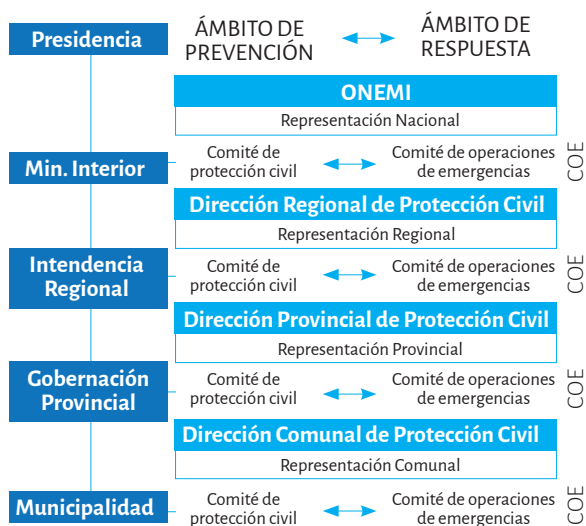 Presidencia
ÁMBITO DE
PREVENCIÓN
ÁMBITO DE
RESPUESTA
ONEMI
Representación Nacional
Min. Interior
Comité de
protección civil
Comité de operaciones
de emergencias
COE
Dirección Regional de Protección Civil
Representación Regional
Intendencia
Regional
Comité de
protección civil
Comité de operaciones
de emergencias
COE
Dirección Provincial de Protección Civil
Representación Provincial
Gobernación
Provincial
Comité de
protección civil
Comité de operaciones
de emergencias
COE
Dirección Comunal de Protección Civil
Representación Comunal
Municipalidad
Comité de
protección civil
Comité de operaciones
de emergencias
COE